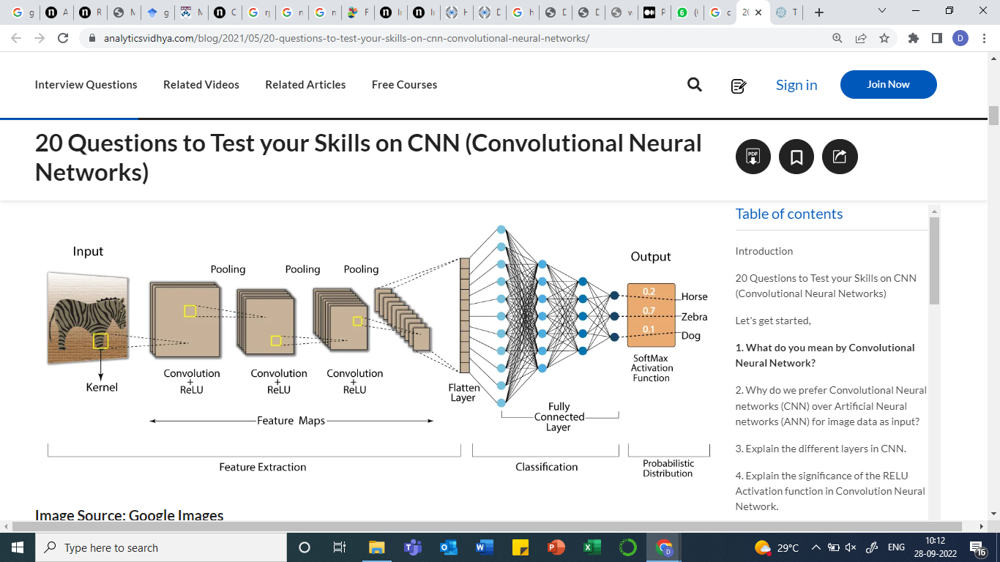 g
A
R
M
g
M
C
rj
n
n
F
In
In
H
D
h
D
D
w
P
6
(
c
20
T
analyticsvidhya.com/blog/2021/05/20-questions-to-test-your-skills-on-cnn-convolutional-neural-networks/
D
Interview Questions
Related Videos
Related Articles
Free Courses
Sign in
Join Now
20 Questions to Test your Skills on CNN (Convolutional Neural
Networks)
PDF
Input
Pooling
Pooling
Pooling
Output
0.2
Horse
0.7
Zebra
0.1
Dog
Kernel
Convolution
+
ReLU
Convolution
+
ReLU
Convolution
+
ReLU
Flatten
Layer
SoftMax
Activation
Function
Fully
Connected
Layer
Feature Maps
Feature Extraction
Classification
Probabilistic
Distribution
Image Source: Google Images
Table of contents
Introduction
20 Questions to Test your Skills on CNN
(Convolutional Neural Networks)
Let's get started,
1. What do you mean by Convolutional
Neural Network?
2. Why do we prefer Convolutional Neural
networks (CNN) over Artificial Neural
networks (ANN) for image data as input?
3. Explain the different layers in CNN.
4. Explain the significance of the RELU
Activation function in Convolution Neural
Network.
Type here to search
29°C
ENG
10:12
28-09-2022
16